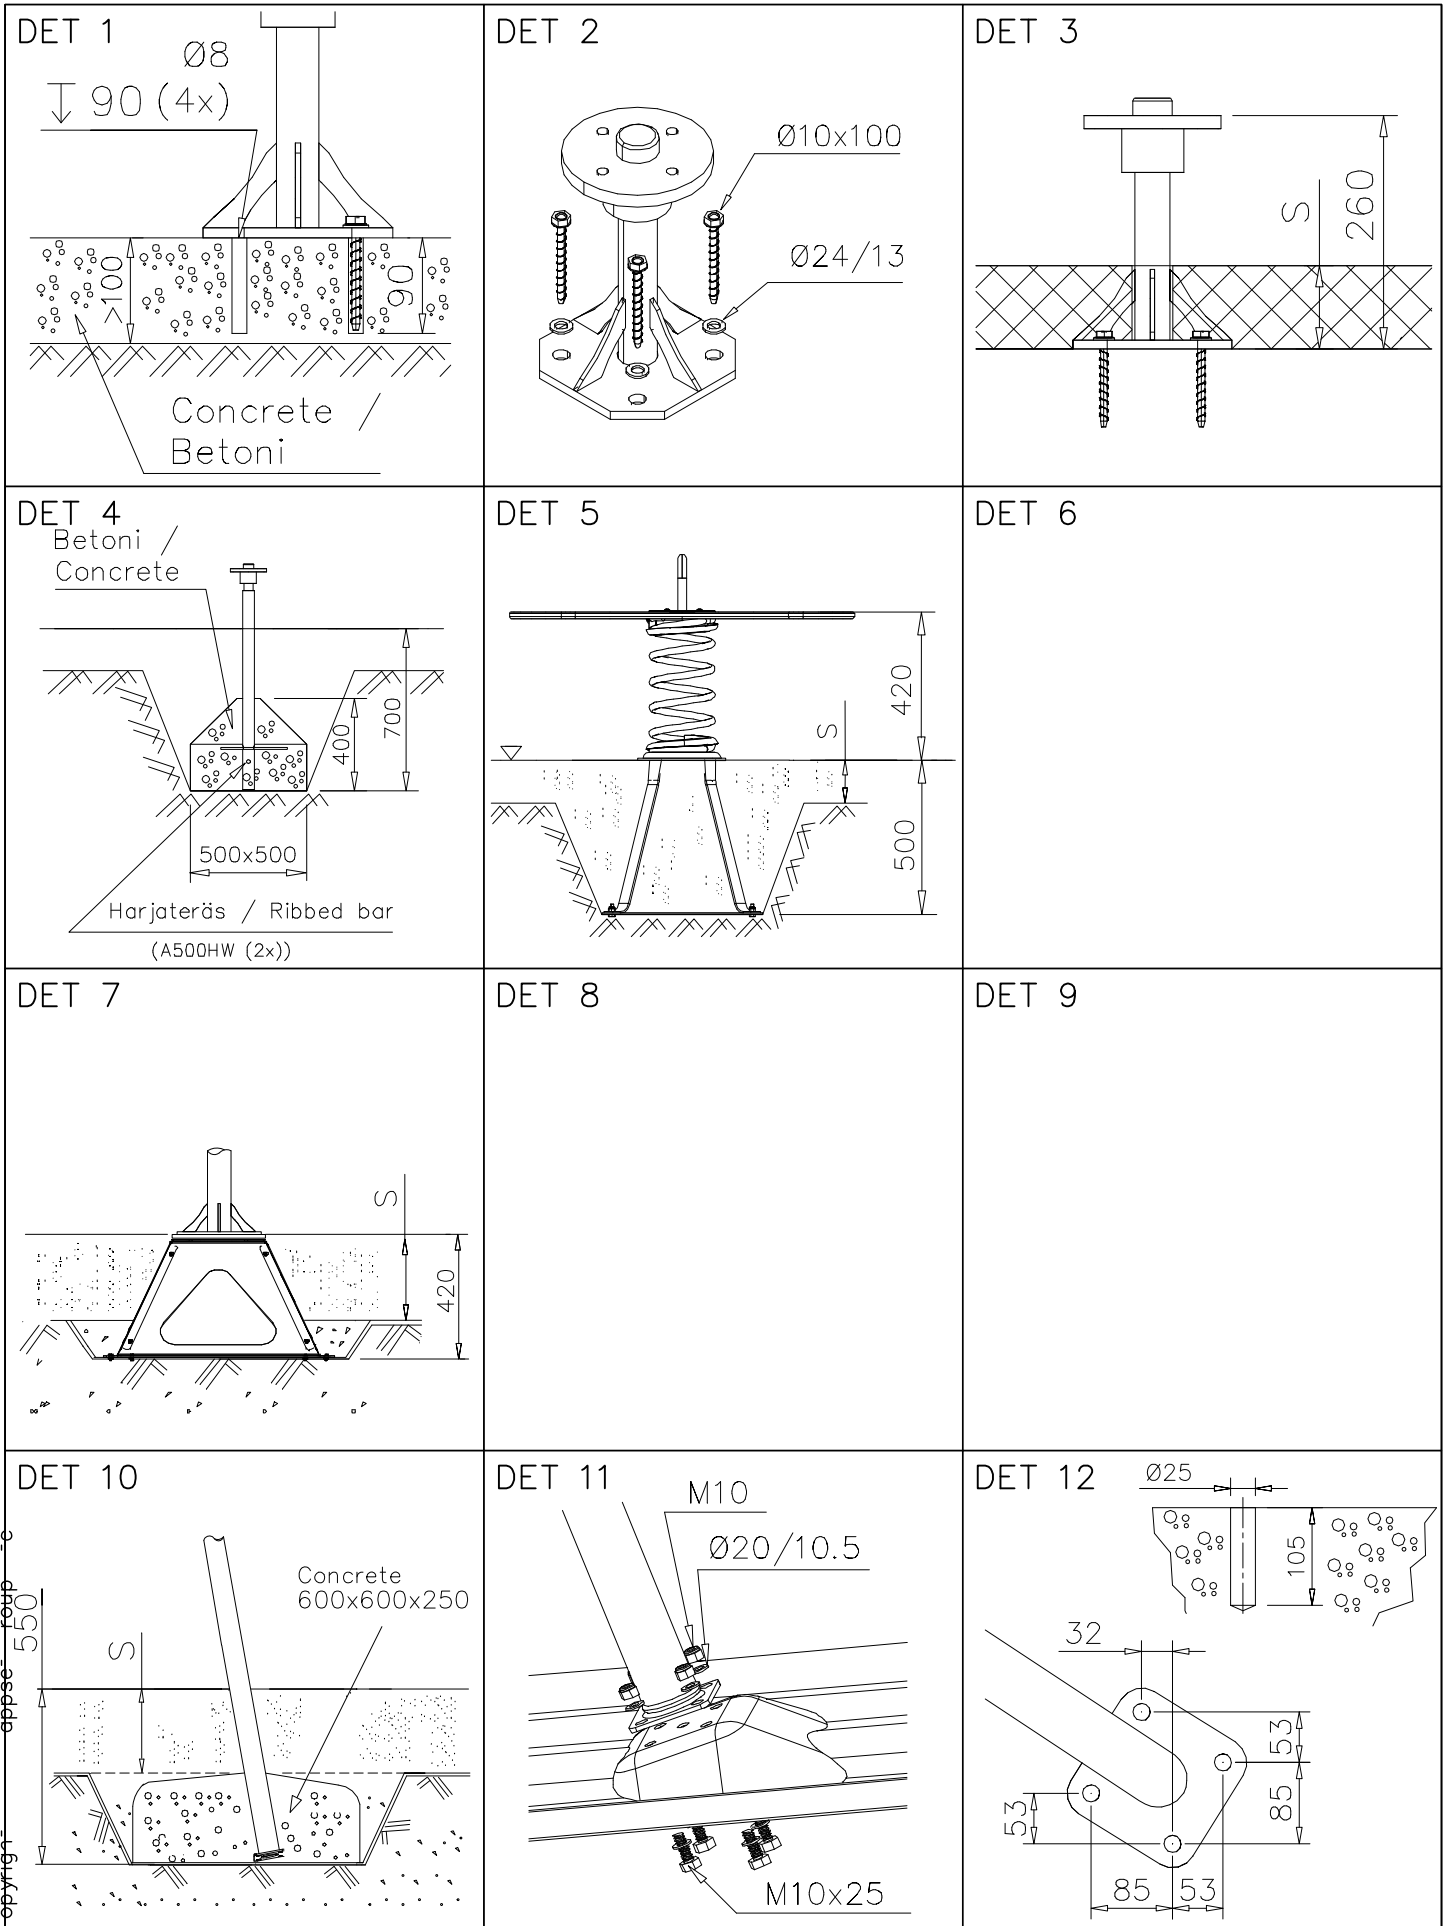 DET 1
Ø8
90 (4x)
>100
90
Concrete /
Betoni
DET 2
Ø10x100
Ø24/13
DET 3
S
260
DET 4
Betoni /
Concrete
400
700
500x500
Harjateräs / Ribbed bar
(A500HW (2x))
DET 5
420
S
500
DET 6
DET 7
S
420
DET 8
DET 9
DET 10
Concrete
600x600x250
550
S
DET 11
M10
Ø20/10.5
M10x25
DET 12
Ø25
105
32
53
85
53
85
53